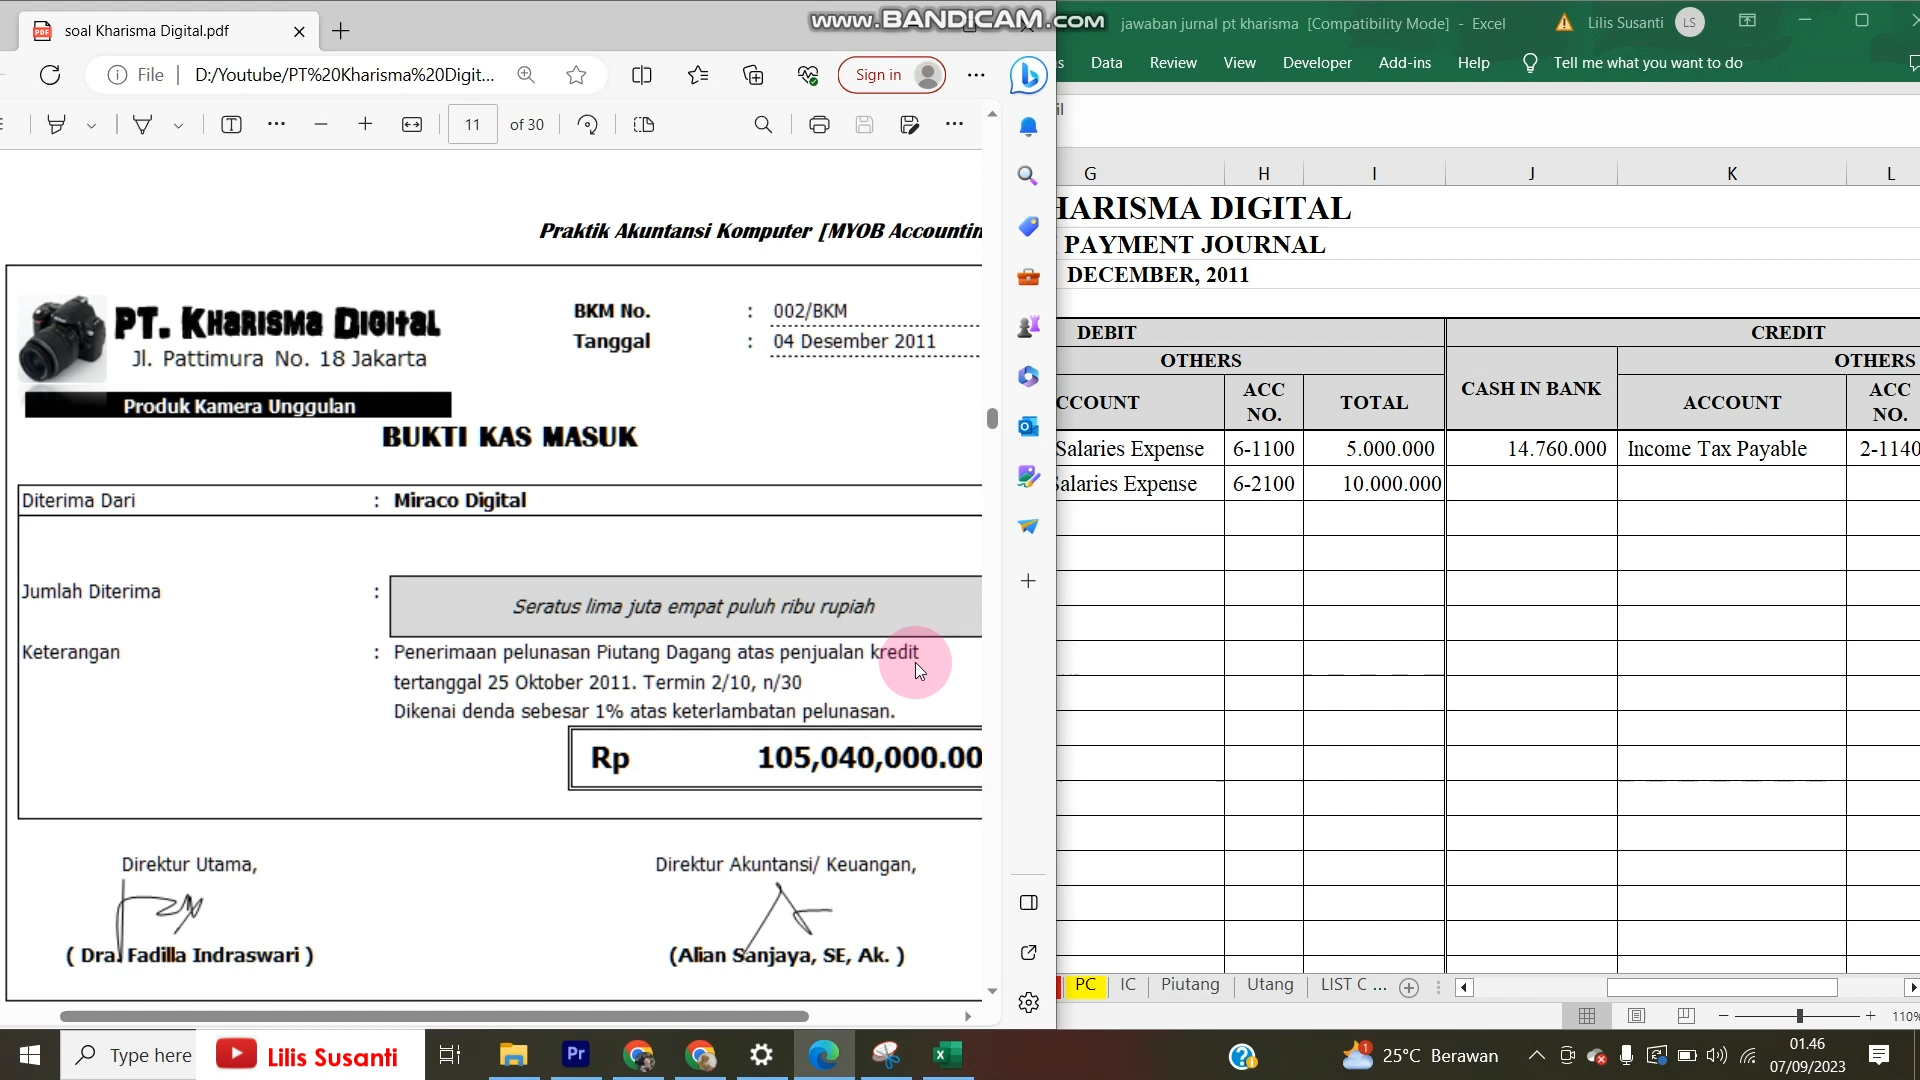 www.BANDICAM.com
soal Kharisma Digital.pdf
File
D:/Youtube/PT%20Kharisma%20Digit...
Sign in
11 of 30
Praktik Akuntansi Komputer [MYOB Accountin
PT. Kharisma Digital
Jl. Pattimura No. 18 Jakarta
Produk Kamera Unggulan
BKM No. : 002/BKM
Tanggal : 04 Desember 2011
BUKTI KAS MASUK
Diterima Dari : Miraco Digital
Jumlah Diterima : Seratus lima juta empat puluh ribu rupiah
Keterangan : Penerimaan pelunasan Piutang Dagang atas penjualan kredit
tertanggal 25 Oktober 2011. Termin 2/10, n/30
Dikenai denda sebesar 1% atas keterlambatan pelunasan.
Rp 105,040,000.00
Direktur Utama,
Direktur Akuntansi/ Keuangan,
( Dra. Fadilla Indraswari )
(Alian Sanjaya, SE, Ak. )
jawaban jurnal pt kharisma [Compatibility Mode] - Excel
Lilis Susanti
LS
s Data Review View Developer Add-ins Help Tell me what you want to do
il
G H I J K L
HARISMA DIGITAL
PAYMENT JOURNAL
DECEMBER, 2011
DEBIT CREDIT
OTHERS CASH IN BANK OTHERS
CCOUNT ACC NO. TOTAL ACCOUNT ACC NO.
Salaries Expense 6-1100 5.000.000 14.760.000 Income Tax Payable 2-1140
Salaries Expense 6-2100 10.000.000
PC IC Piutang Utang LIST C ...
110%
Type here
Lilis Susanti
Pr
25°C Berawan
1
01.46
07/09/2023